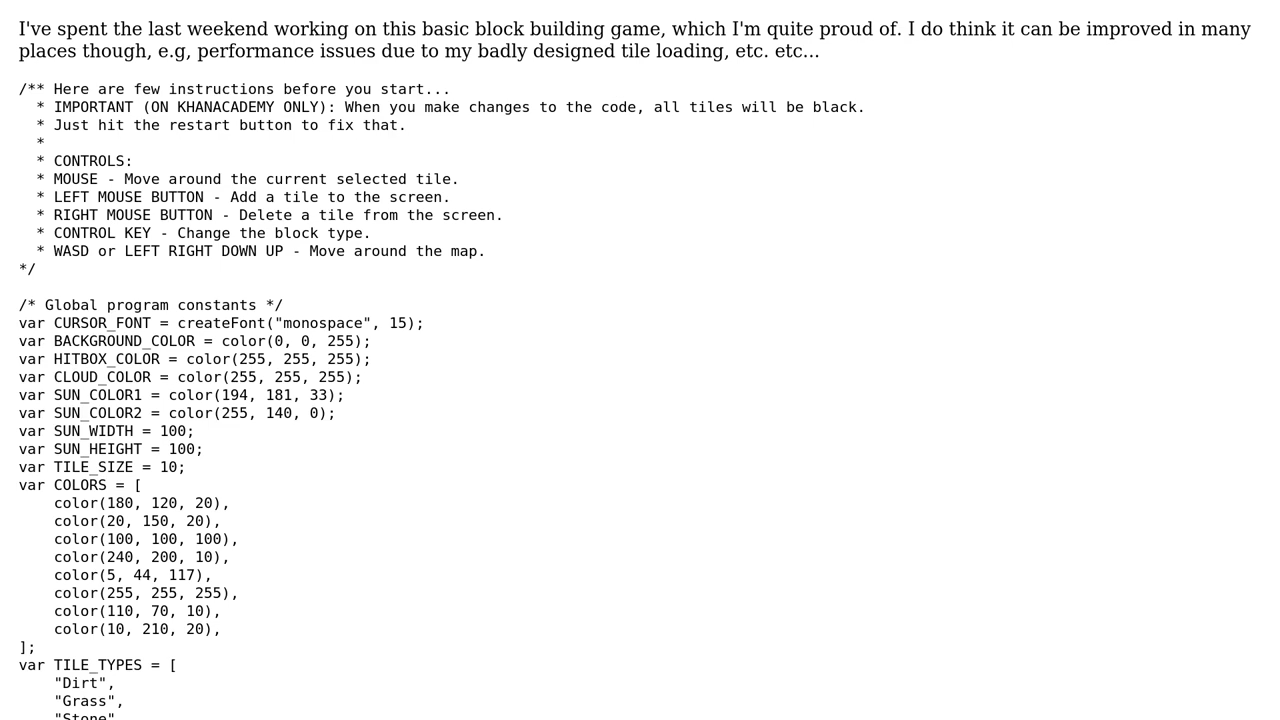 I've spent the last weekend working on this basic block building game, which I'm quite proud of. I do think it can be improved in many
places though, e.g, performance issues due to my badly designed tile loading, etc. etc...
/** Here are few instructions before you start...
  * IMPORTANT (ON KHANACADEMY ONLY): When you make changes to the code, all tiles will be black.
  * Just hit the restart button to fix that.
  *
  * CONTROLS:
  * MOUSE - Move around the current selected tile.
  * LEFT MOUSE BUTTON - Add a tile to the screen.
  * RIGHT MOUSE BUTTON - Delete a tile from the screen.
  * CONTROL KEY - Change the block type.
  * WASD or LEFT RIGHT DOWN UP - Move around the map.
*/
/* Global program constants */
var CURSOR_FONT = createFont("monospace", 15);
var BACKGROUND_COLOR = color(0, 0, 255);
var HITBOX_COLOR = color(255, 255, 255);
var CLOUD_COLOR = color(255, 255, 255);
var SUN_COLOR1 = color(194, 181, 33);
var SUN_COLOR2 = color(255, 140, 0);
var SUN_WIDTH = 100;
var SUN_HEIGHT = 100;
var TILE_SIZE = 10;
var COLORS = [
    color(180, 120, 20),
    color(20, 150, 20),
    color(100, 100, 100),
    color(240, 200, 10),
    color(5, 44, 117),
    color(255, 255, 255),
    color(110, 70, 10),
    color(10, 210, 20),
];
var TILE_TYPES = [
    "Dirt",
    "Grass",
    "Stone"